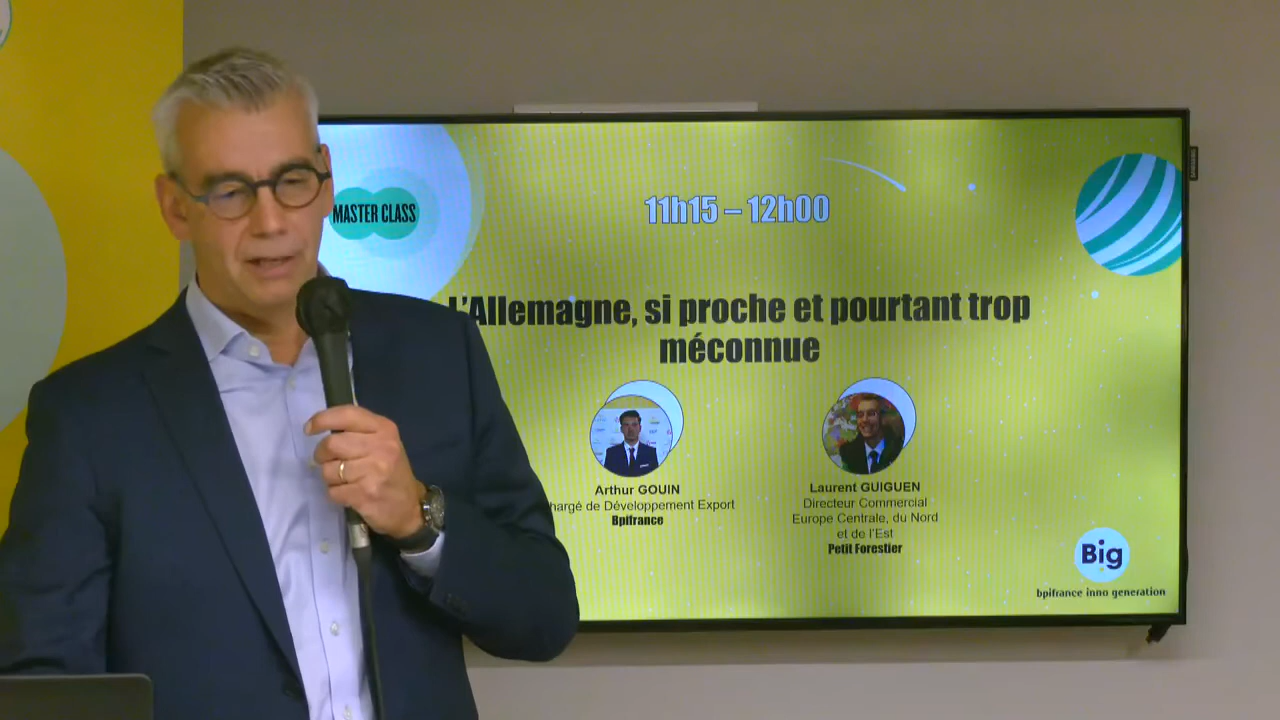 MASTER CLASS
11h15 – 12h00
L'Allemagne, si proche et pourtant trop
méconnue
Arthur GOUIN
hargé de Développement Export
Bpifrance
Laurent GUIGUEN
Directeur Commercial
Europe Centrale, du Nord
et de l'Est
Petit Forestier
Big
bpifrance inno generation